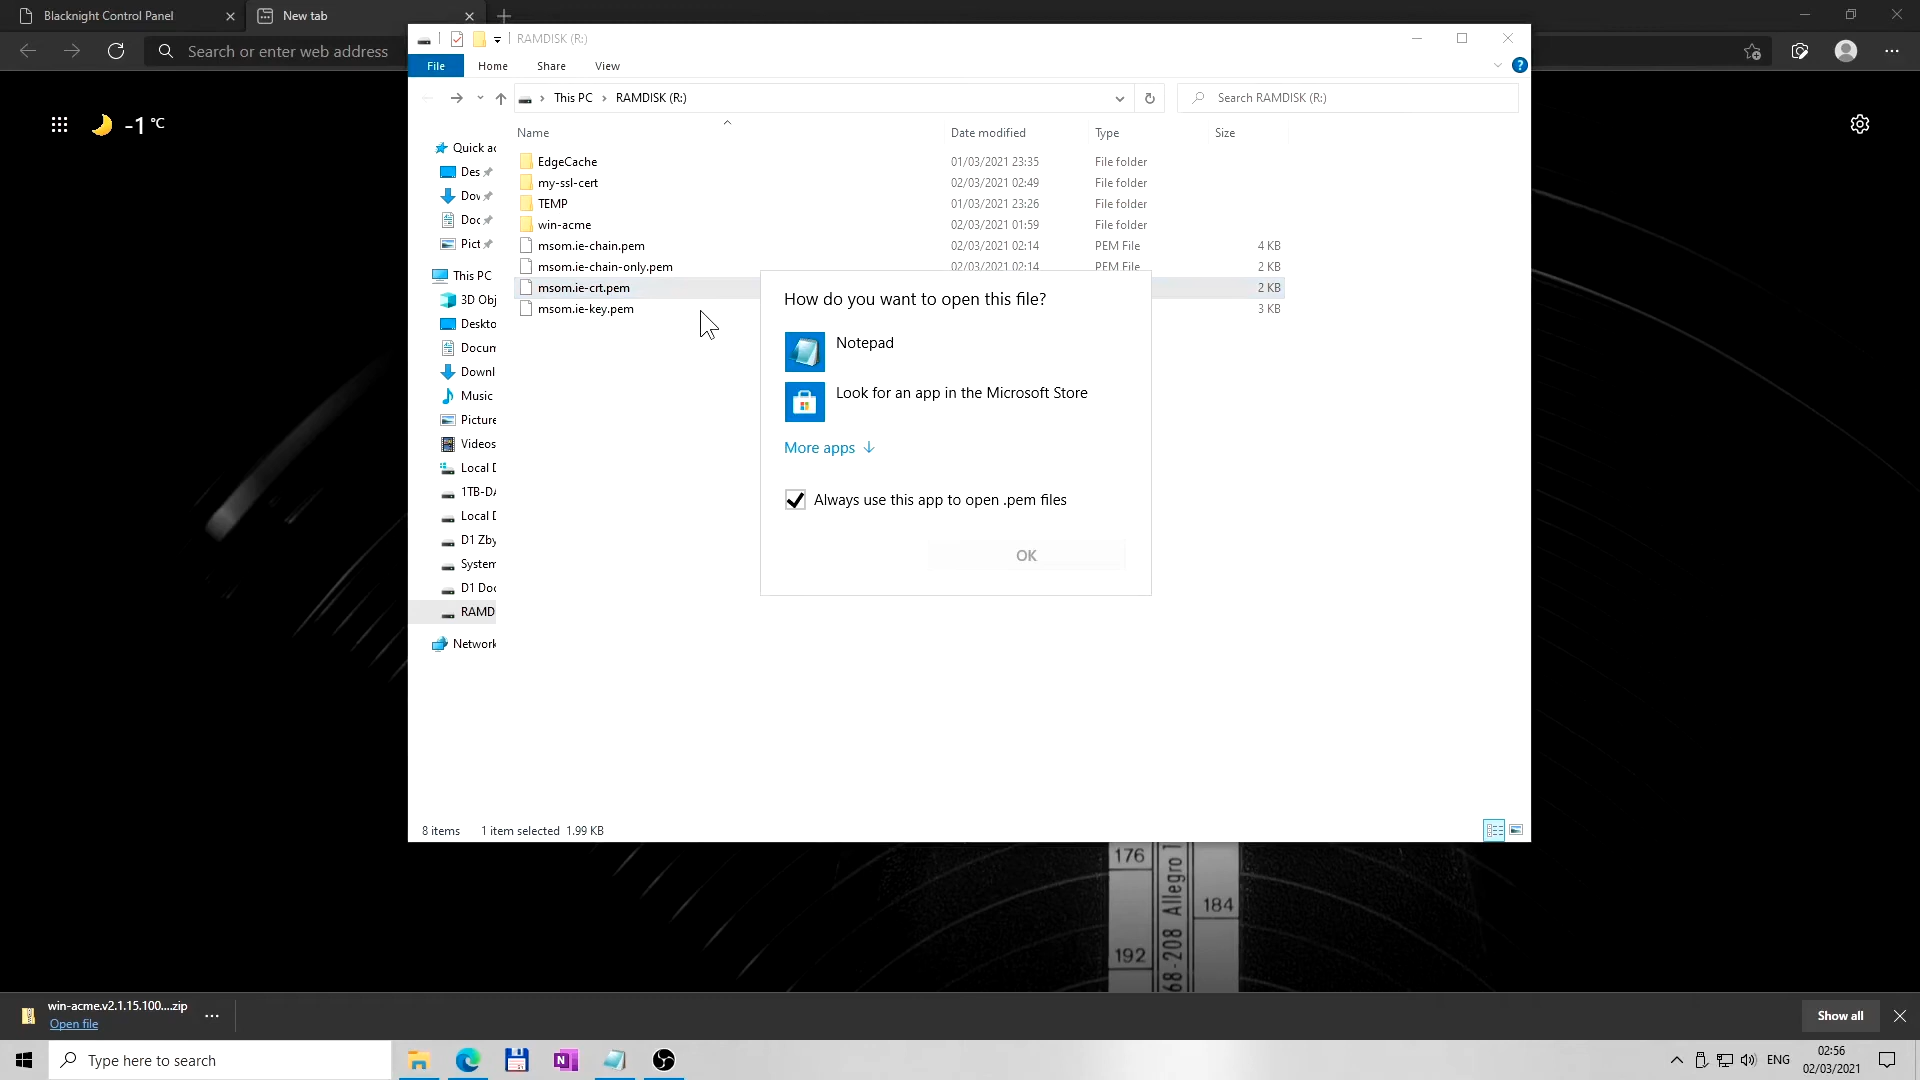 Blacknight Control Panel
New tab
Search or enter web address
-1 °C
RAMDISK (R:)
File
Home
Share
View
This PC
RAMDISK (R:)
Search RAMDISK (R:)
Name
Date modified
Type
Size
Quick ac
Des
Dov
Doc
Pict
This PC
3D Obj
Deskto
Docum
Downl
Music
Picture
Videos
Local D
1TB-DA
Local D
D1 Zby
System
D1 Doc
RAMD
Network
EdgeCache 01/03/2021 23:35 File folder
my-ssl-cert 02/03/2021 02:49 File folder
TEMP 01/03/2021 23:26 File folder
win-acme 02/03/2021 01:59 File folder
msom.ie-chain.pem 02/03/2021 02:14 PEM File 4 KB
msom.ie-chain-only.pem 02/03/2021 02:14 PEM File 2 KB
msom.ie-crt.pem 2 KB
msom.ie-key.pem 3 KB
How do you want to open this file?
Notepad
Look for an app in the Microsoft Store
More apps
Always use this app to open .pem files
OK
8 items
1 item selected 1.99 KB
176
184
192
68-208 Allegro
win-acme.v2.1.15.100....zip
Open file
Show all
Type here to search
ENG
02:56
02/03/2021